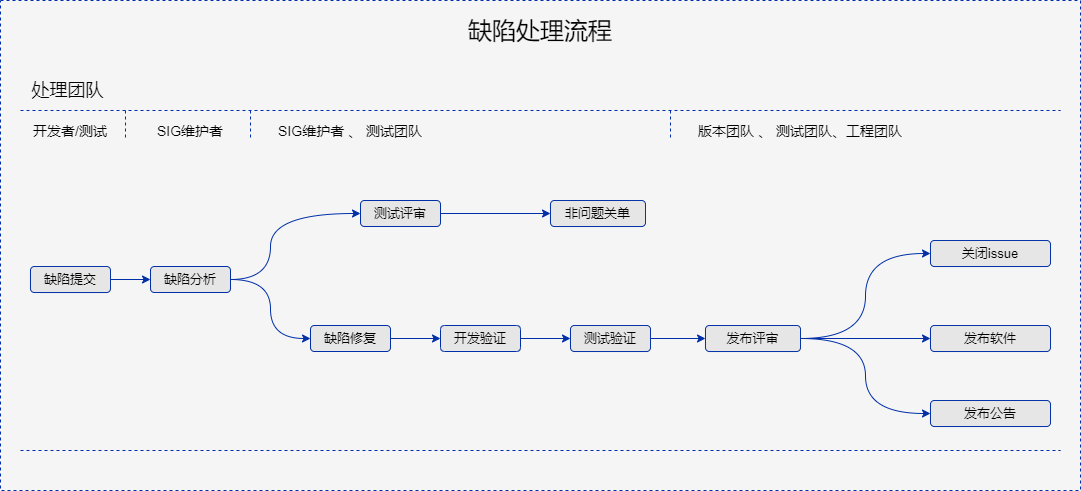 缺陷处理流程
处理团队
开发者/测试
SIG维护者
SIG维护者 、 测试团队
版本团队 、 测试团队、工程团队
测试评审
非问题关单
关闭issue
缺陷提交
缺陷分析
缺陷修复
开发验证
测试验证
发布评审
发布软件
发布公告